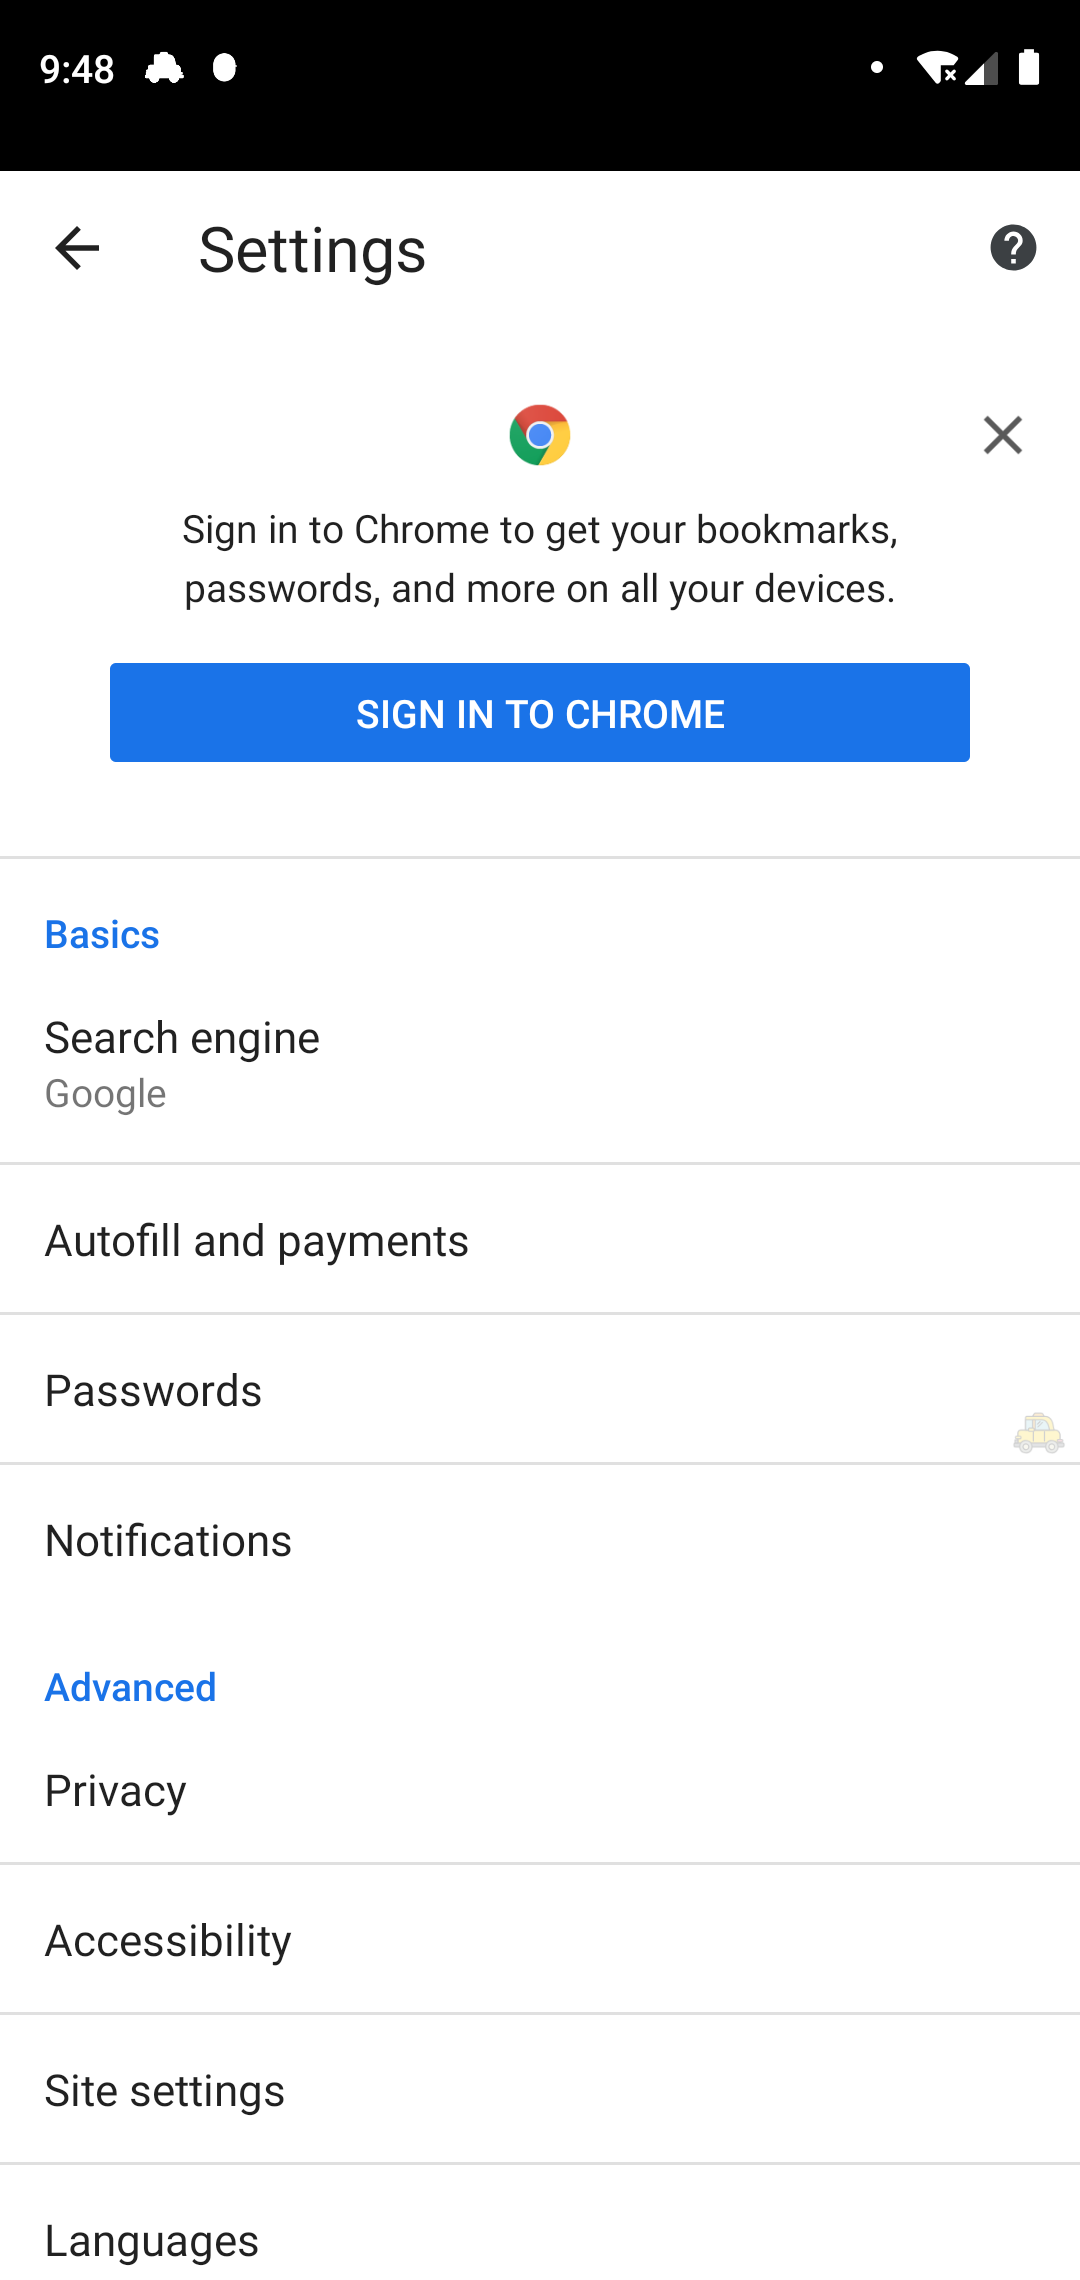 9:48
Settings
Sign in to Chrome to get your bookmarks,
passwords, and more on all your devices.
SIGN IN TO CHROME
Basics
Search engine
Google
Autofill and payments
Passwords
Notifications
Advanced
Privacy
Accessibility
Site settings
Languages